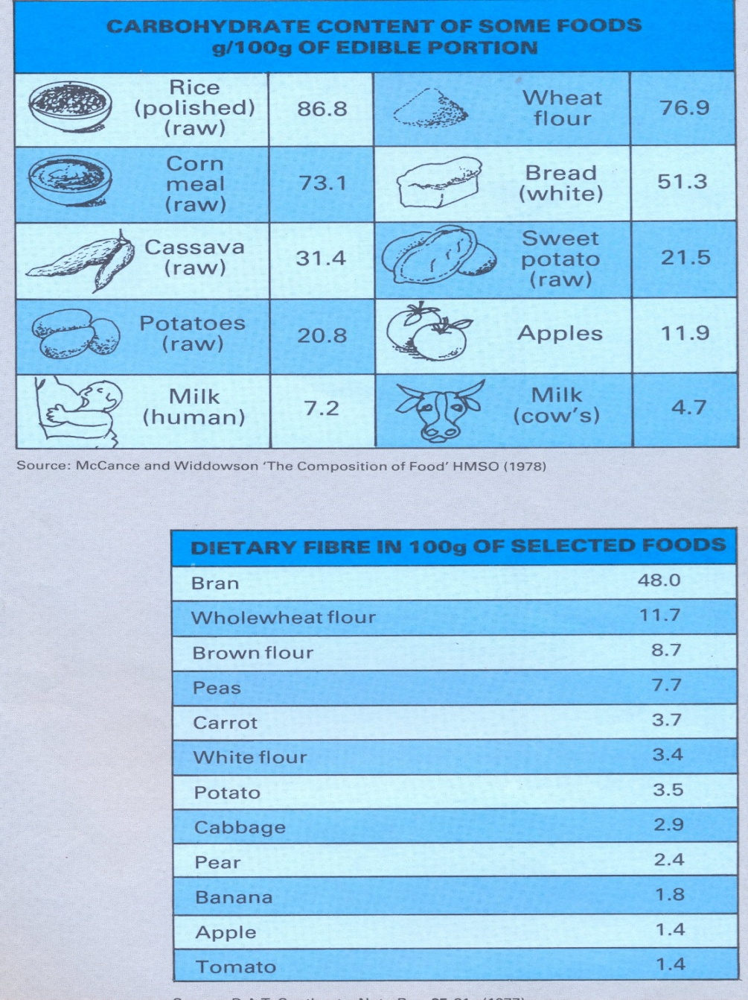 CARBOHYDRATE CONTENT OF SOME FOODS
g/100g OF EDIBLE PORTION
Rice
(polished)
(raw)
86.8
Wheat
flour
76.9
Corn
meal
(raw)
73.1
Bread
(white)
51.3
Cassava
(raw)
31.4
Sweet
potato
(raw)
21.5
Potatoes
(raw)
20.8
Apples
11.9
Milk
(human)
7.2
Milk
(cow's)
4.7
Source: McCance and Widdowson 'The Composition of Food' HMSO (1978)
DIETARY FIBRE IN 100g OF SELECTED FOODS
Bran 48.0
Wholewheat flour 11.7
Brown flour 8.7
Peas 7.7
Carrot 3.7
White flour 3.4
Potato 3.5
Cabbage 2.9
Pear 2.4
Banana 1.8
Apple 1.4
Tomato 1.4